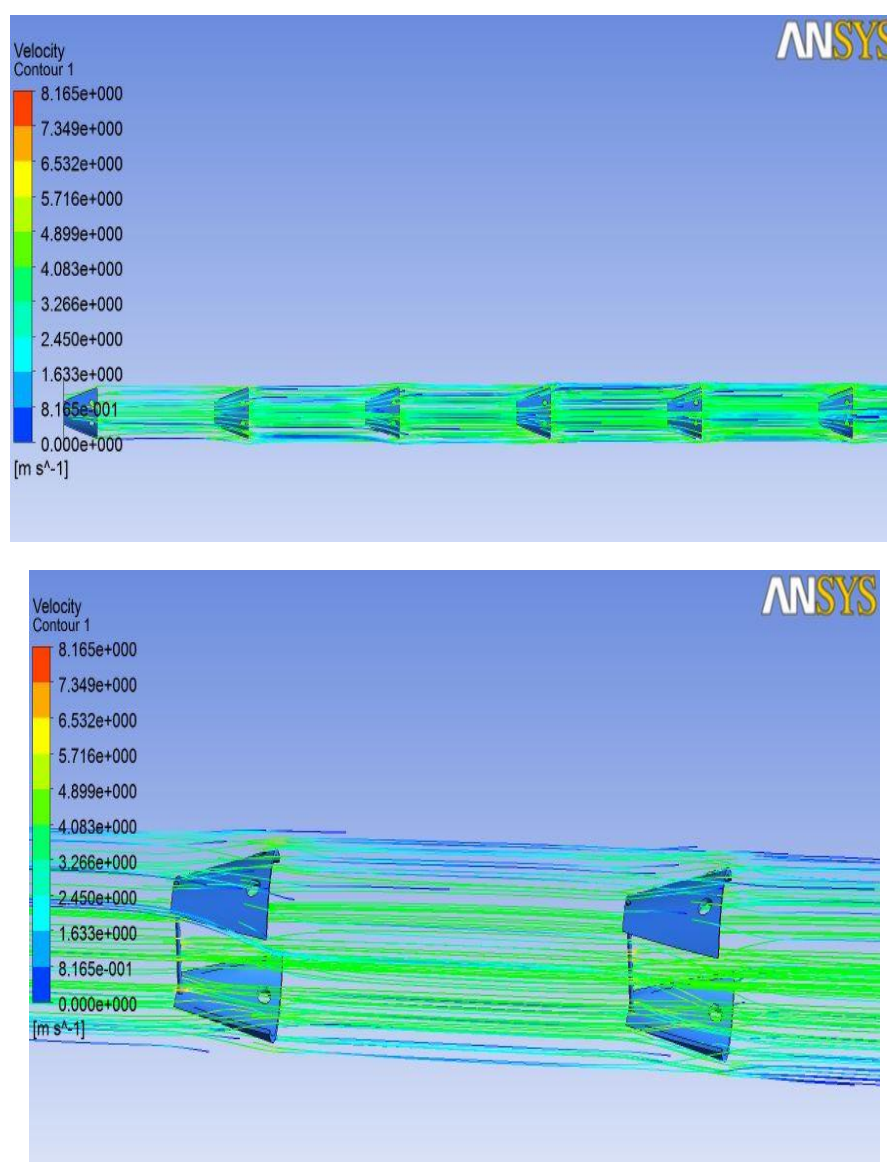 ANSYS
Velocity
Contour 1
8.165e+000
7.349e+000
6.532e+000
5.716e+000
4.899e+000
4.083e+000
3.266e+000
2.450e+000
1.633e+000
8.165e-001
0.000e+000
[m s^-1]
ANSYS
Velocity
Contour 1
8.165e+000
7.349e+000
6.532e+000
5.716e+000
4.899e+000
4.083e+000
3.266e+000
2.450e+000
1.633e+000
8.165e-001
0.000e+000
[m s^-1]